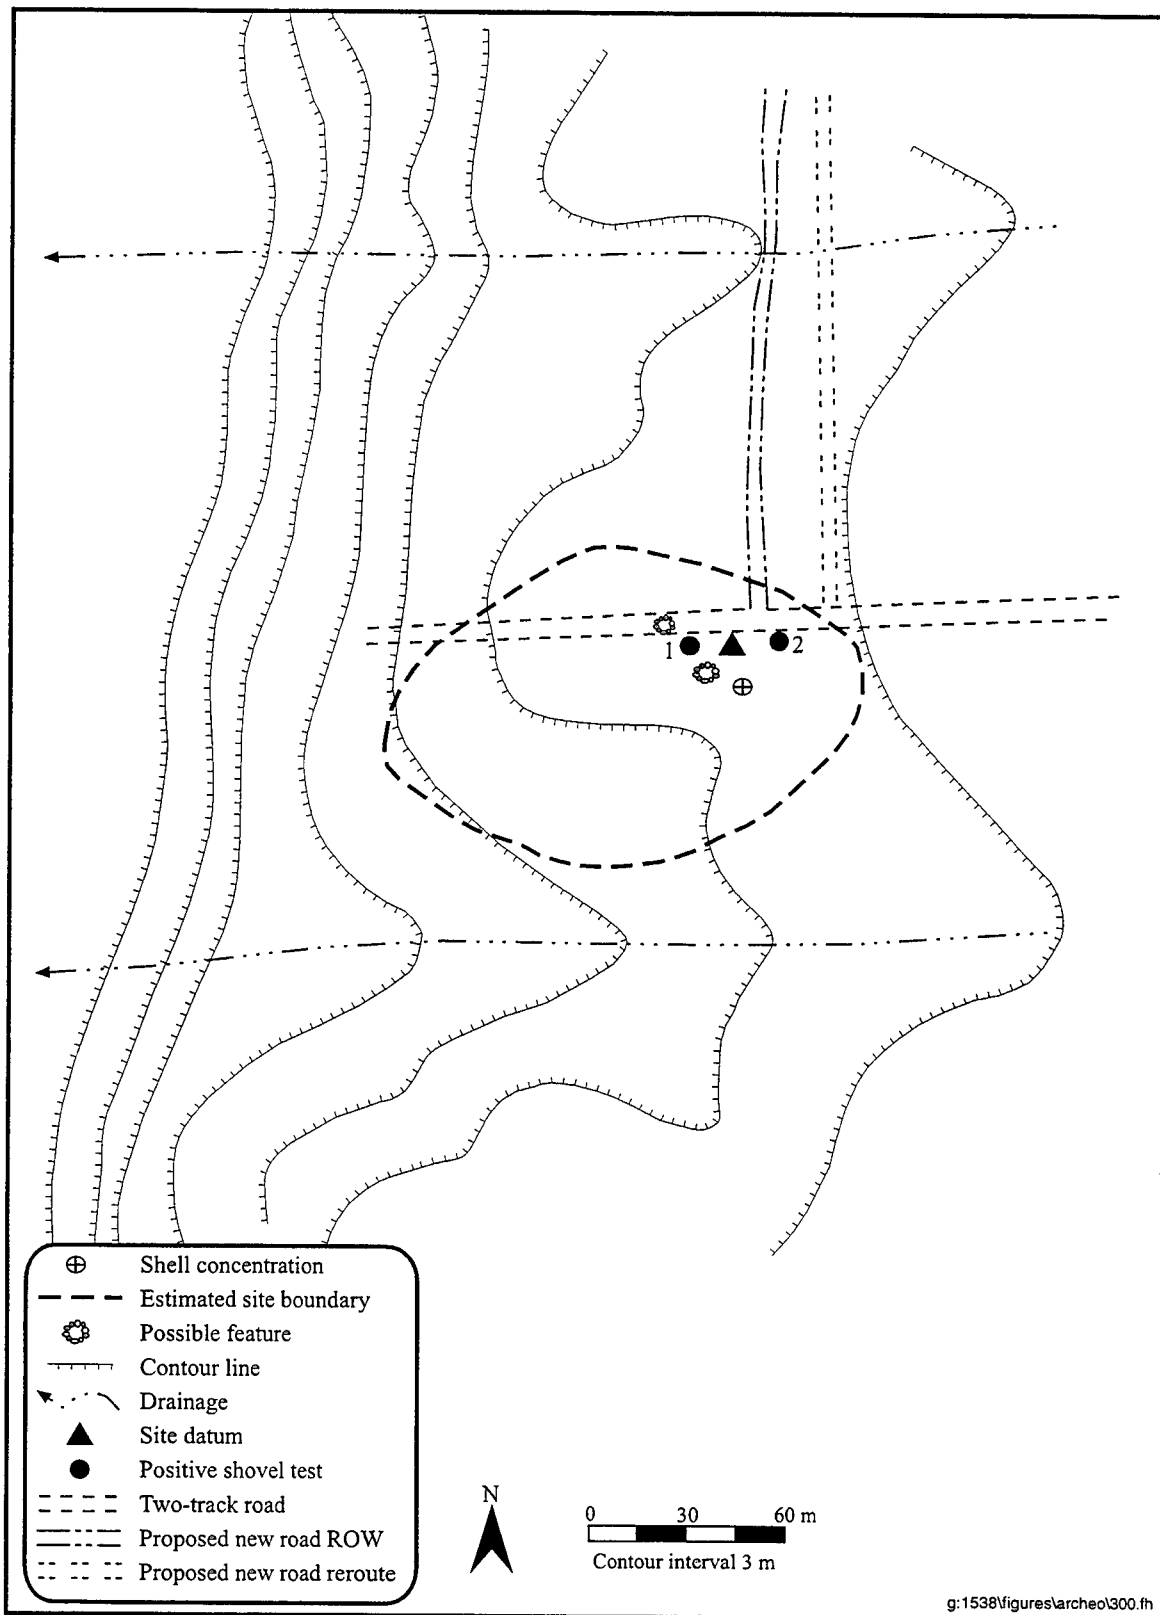 1
2
Shell concentration
Estimated site boundary
Possible feature
Contour line
Drainage
Site datum
Positive shovel test
Two-track road
Proposed new road ROW
Proposed new road reroute
N
0 30 60 m
Contour interval 3 m
g:1538\figures\archeo\300.fh